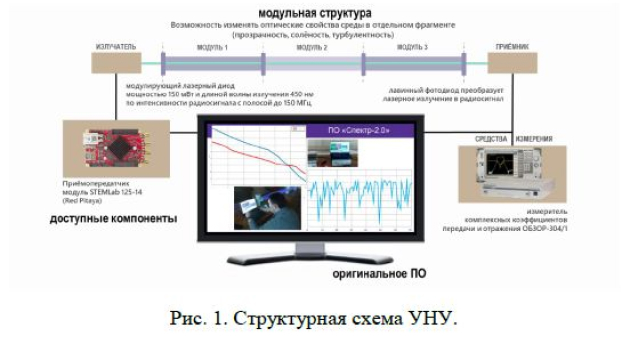 модульная структура
Возможность изменять оптические свойства среды в отдельном фрагменте
(прозрачность, солёность, турбулентность)
ИЗЛУЧАТЕЛЬ
МОДУЛЬ 1
МОДУЛЬ 2
МОДУЛЬ 3
ПРИЁМНИК
модулирующий лазерный диод
мощностью 150 мВт и длиной волны излучения 450 нм
по интенсивности радиосигнала с полосой до 150 МГц
лавинный фотодиод преобразует
лазерное излучение в радиосигнал
ПО «Спектр-2.0»
СРЕДСТВА ИЗМЕРЕНИЯ
Приёмопередатчик
модуль STEMLab 125-14
(Red Pitaya)
доступные компоненты
измеритель
комплексных коэффициентов
передачи и отражения ОБЗОР-304/1
оригинальное ПО
Рис. 1. Структурная схема УНУ.